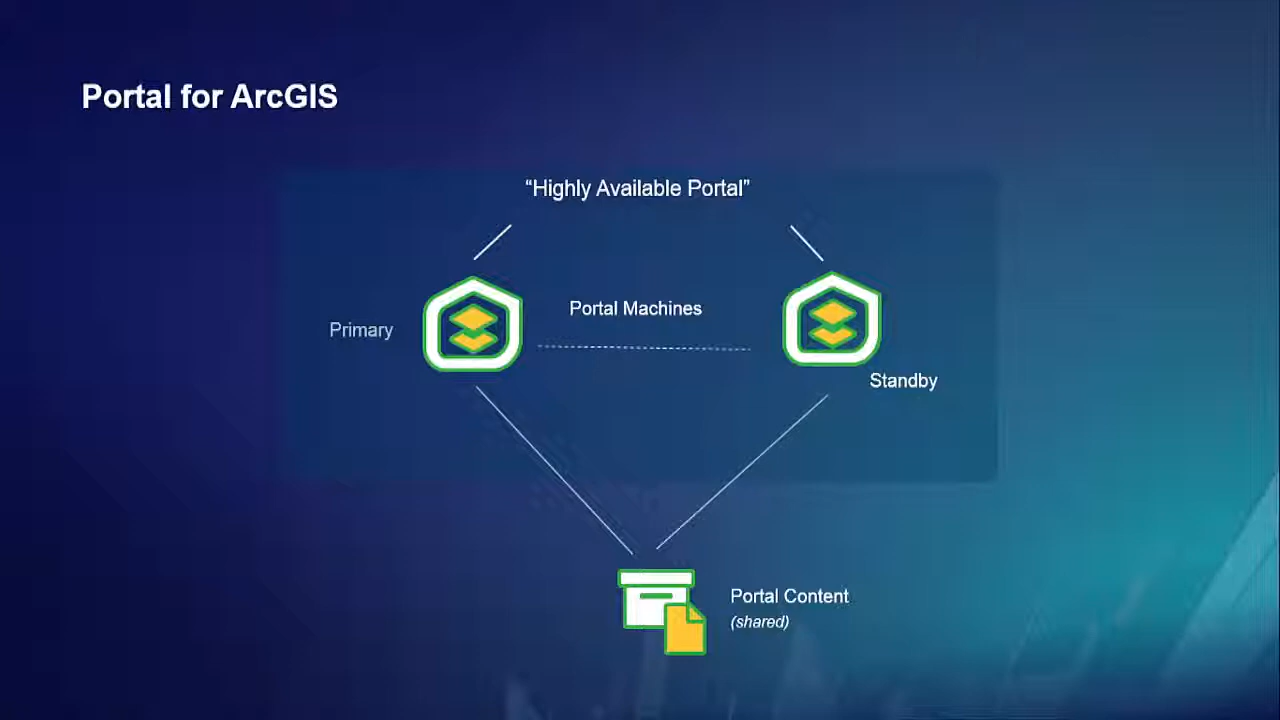 Portal for ArcGIS
“Highly Available Portal”
Portal Machines
Primary
Standby
Portal Content
(shared)